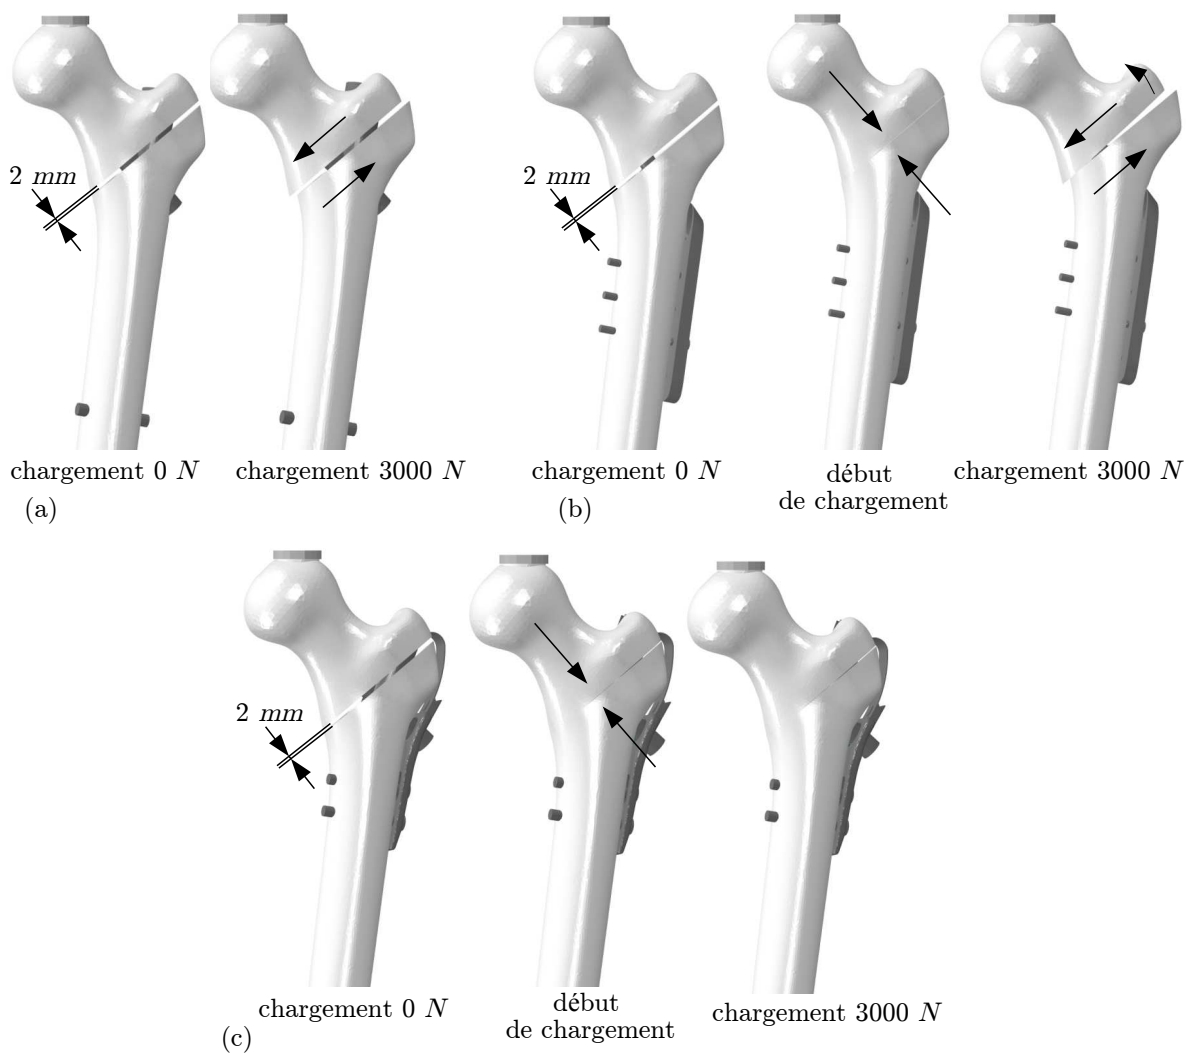 2 mm
2 mm
chargement 0 N
chargement 3000 N
chargement 0 N
début
de chargement
chargement 3000 N
(a)
(b)
2 mm
chargement 0 N
début
de chargement
chargement 3000 N
(c)